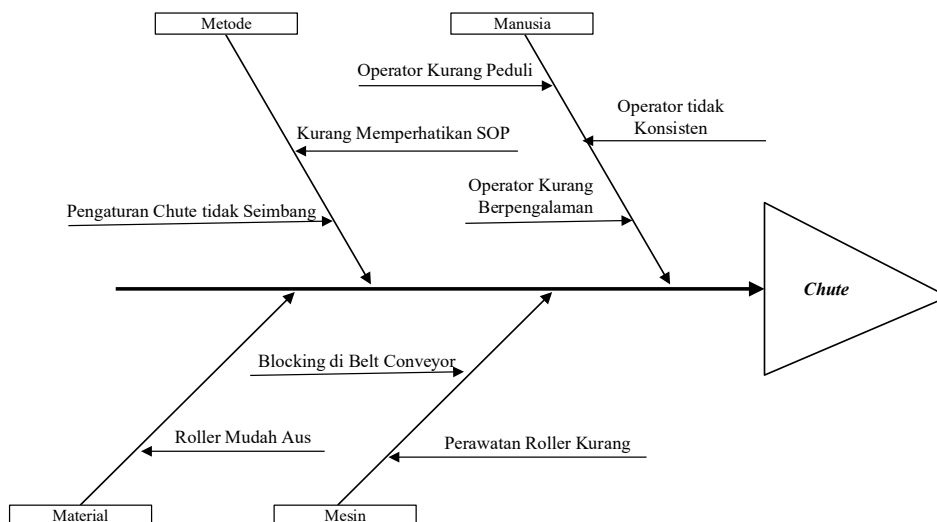 Metode
Manusia
Operator Kurang Peduli
Operator tidak
Konsisten
Kurang Memperhatikan SOP
Operator Kurang
Berpengalaman
Pengaturan Chute tidak Seimbang
Chute
Blocking di Belt Conveyor
Roller Mudah Aus
Perawatan Roller Kurang
Material
Mesin